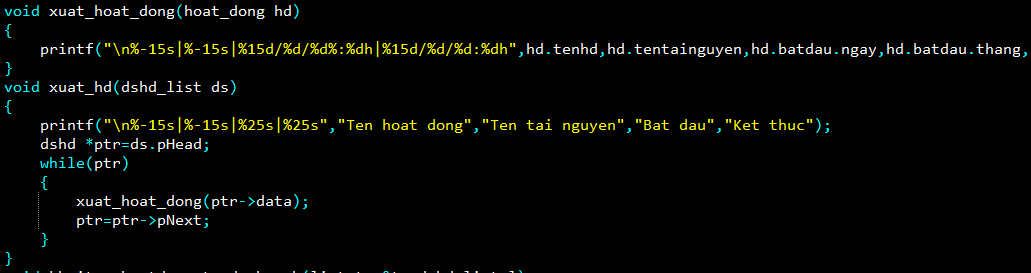 void xuat_hoat_dong(hoat_dong hd)
{
    printf("\n%-15s|%-15s|%15d/%d/%d%:%dh|%15d/%d/%d:%dh",hd.tenhd,hd.tentainguyen,hd.batdau.ngay,hd.batdau.thang,
}
void xuat_hd(dshd_list ds)
{
    printf("\n%-15s|%-15s|%25s|%25s","Ten hoat dong","Ten tai nguyen","Bat dau","Ket thuc");
    dshd *ptr=ds.pHead;
    while(ptr)
    {
        xuat_hoat_dong(ptr->data);
        ptr=ptr->pNext;
    }
}